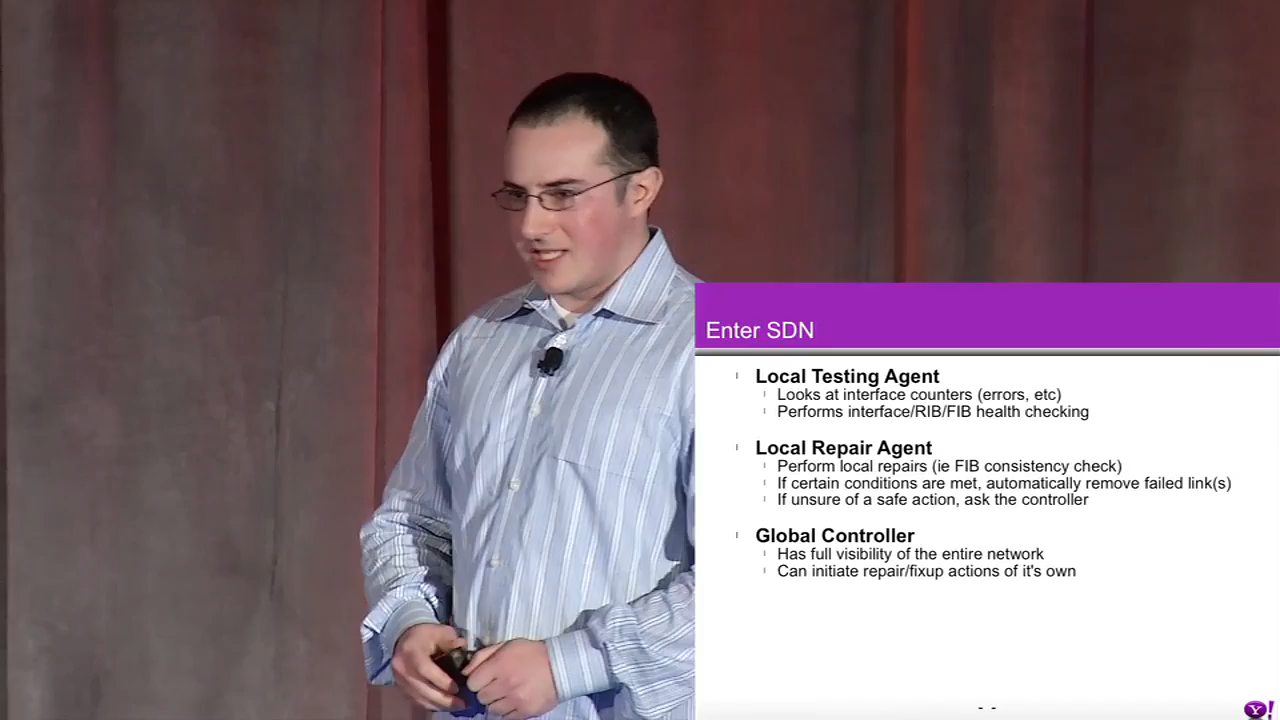 Enter SDN
Local Testing Agent
Looks at interface counters (errors, etc)
Performs interface/RIB/FIB health checking
Local Repair Agent
Perform local repairs (ie FIB consistency check)
If certain conditions are met, automatically remove failed link(s)
If unsure of a safe action, ask the controller
Global Controller
Has full visibility of the entire network
Can initiate repair/fixup actions of it's own
- -
Y!